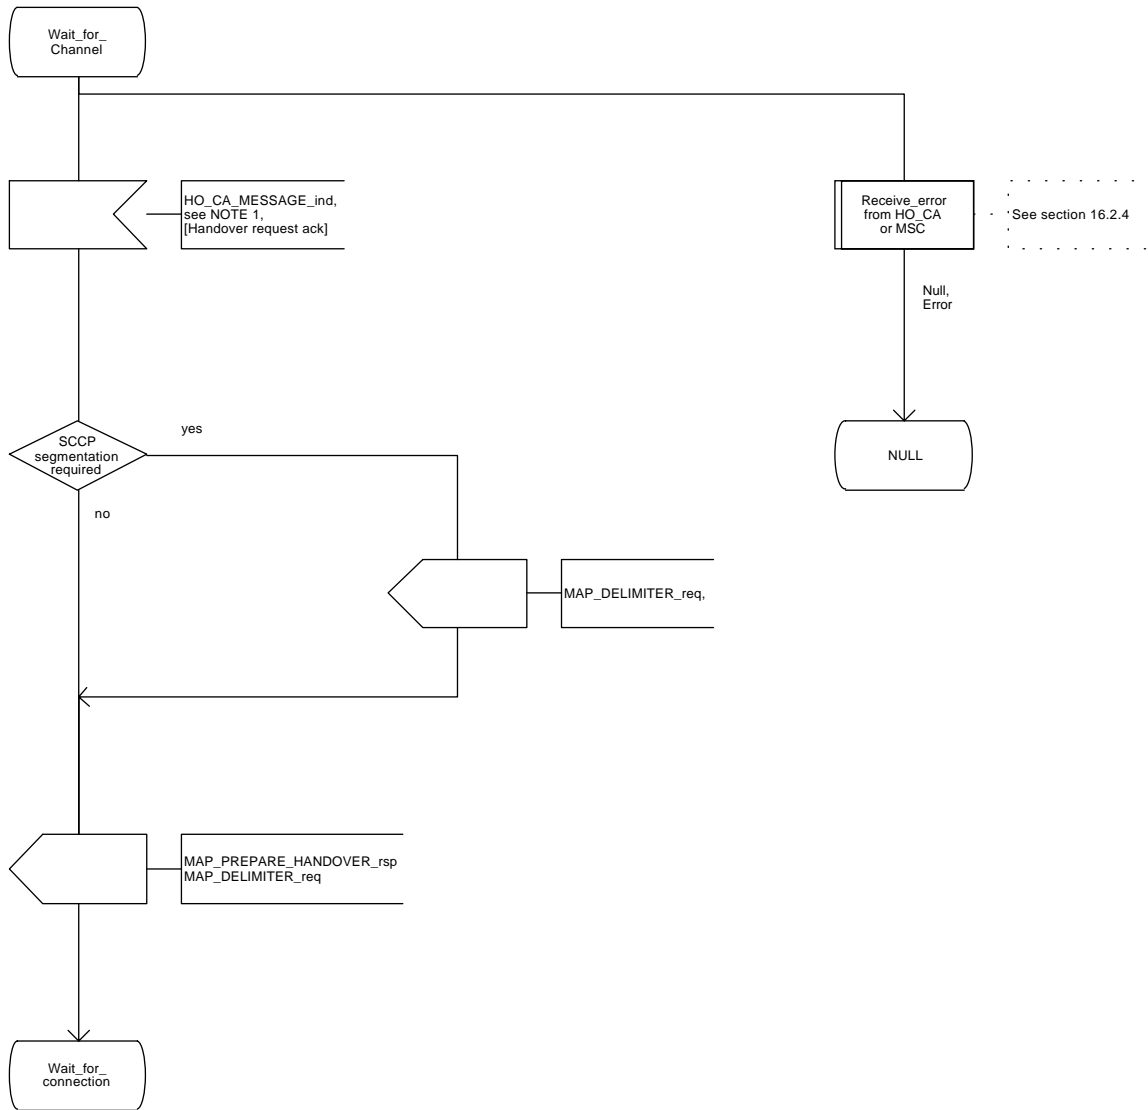 Wait_for_
Channel
HO_CA_MESSAGE_ind,
see NOTE 1,
[Handover request ack]
Receive_error
from HO_CA
or MSC
See section 16.2.4
Null,
Error
SCCP
segmentation
required
yes
NULL
no
MAP_DELIMITER_req,
MAP_PREPARE_HANDOVER_rsp
MAP_DELIMITER_req
Wait_for_
connection